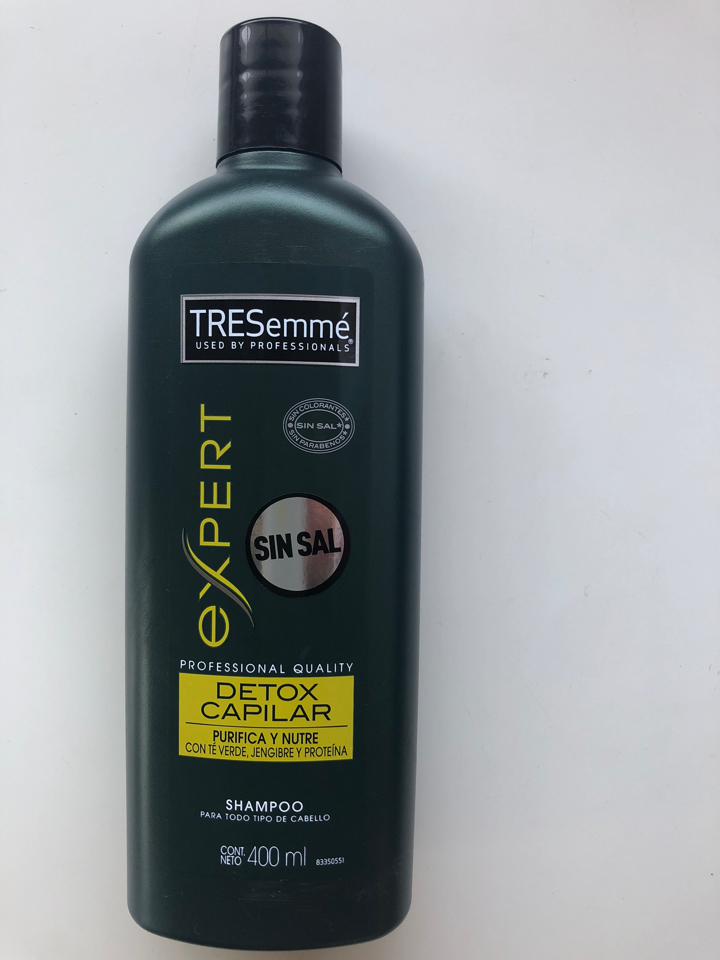 TRESemmé®
USED BY PROFESSIONALS
SIN COLORANTES
SIN SAL*
SIN PARABENOS
eXPERT
SIN SAL
PROFESSIONAL QUALITY
DETOX
CAPILAR
PURIFICA Y NUTRE
CON TÉ VERDE, JENGIBRE Y PROTEÍNA
SHAMPOO
PARA TODO TIPO DE CABELLO
CONT.
NETO 400 ml 83350551